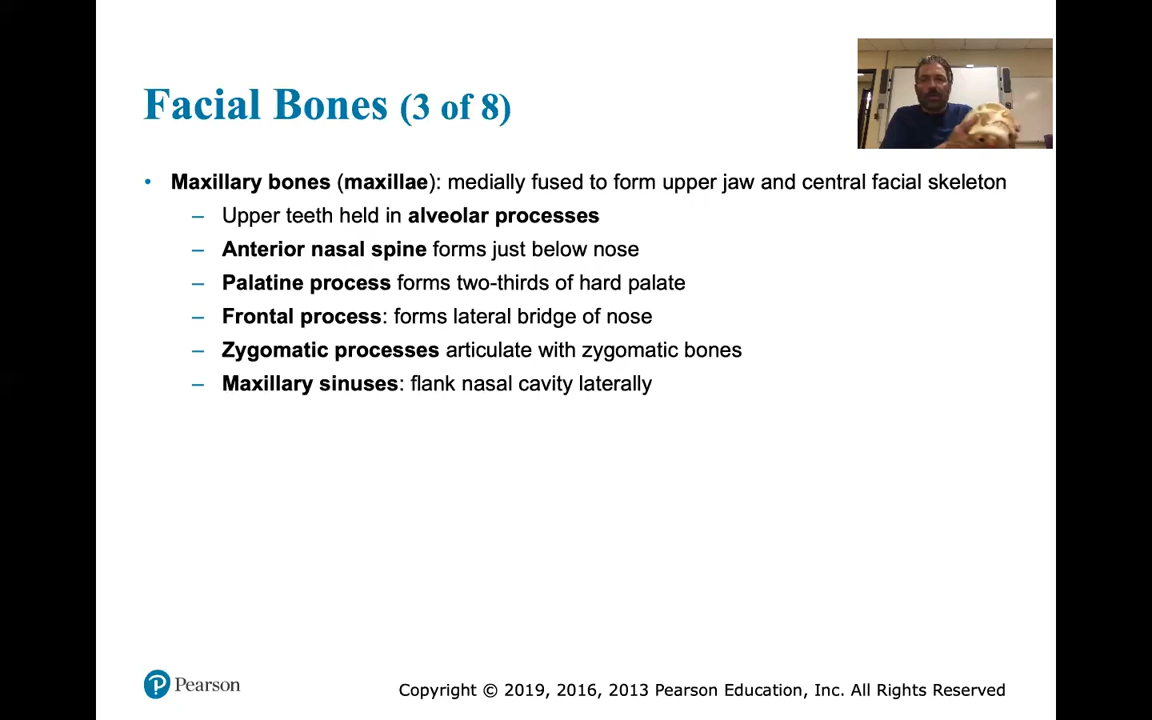 Facial Bones (3 of 8)
• Maxillary bones (maxillae): medially fused to form upper jaw and central facial skeleton
– Upper teeth held in alveolar processes
– Anterior nasal spine forms just below nose
– Palatine process forms two-thirds of hard palate
– Frontal process: forms lateral bridge of nose
– Zygomatic processes articulate with zygomatic bones
– Maxillary sinuses: flank nasal cavity laterally
P Pearson
Copyright © 2019, 2016, 2013 Pearson Education, Inc. All Rights Reserved